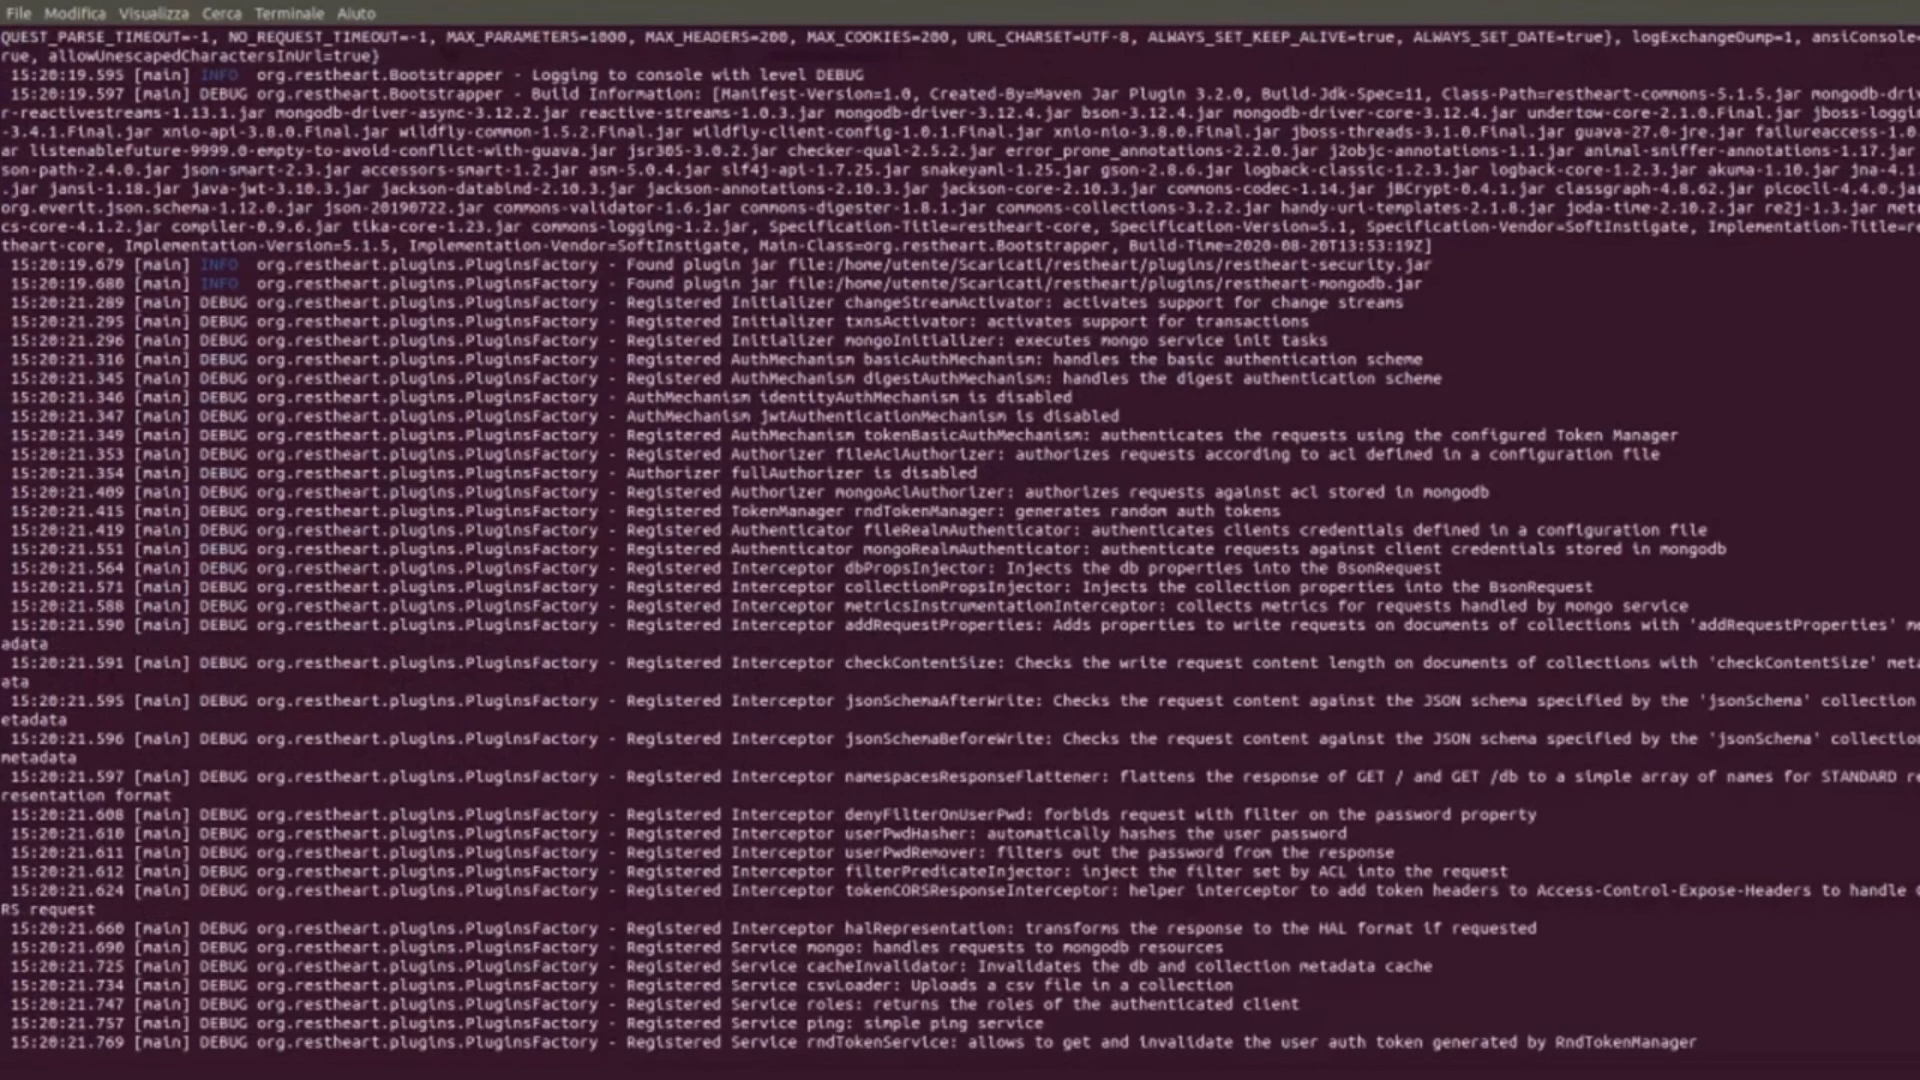 File Modifica Visualizza Cerca Terminale Aiuto
QUEST_PARSE_TIMEOUT=-1, NO_REQUEST_TIMEOUT=-1, MAX_PARAMETERS=1000, MAX_HEADERS=200, MAX_COOKIES=200, URL_CHARSET=UTF-8, ALWAYS_SET_KEEP_ALIVE=true, ALWAYS_SET_DATE=true}, logExchangeDump=1, ansiConsole=
rue, allowUnescapedCharactersInUrl=true}
15:20:19.595 [main] INFO org.restheart.Bootstrapper - Logging to console with level DEBUG
15:20:19.597 [main] DEBUG org.restheart.Bootstrapper - Build Information: [Manifest-Version=1.0, Created-By=Maven Jar Plugin 3.2.0, Build-Jdk-Spec=11, Class-Path=restheart-commons-5.1.5.jar mongodb-driv
r-reactivestreams-1.13.1.jar mongodb-driver-async-3.12.2.jar reactive-streams-1.0.3.jar mongodb-driver-3.12.4.jar bson-3.12.4.jar mongodb-driver-core-3.12.4.jar undertow-core-2.1.0.Final.jar jboss-loggi
-3.4.1.Final.jar xnio-api-3.8.0.Final.jar wildfly-common-1.5.2.Final.jar wildfly-client-config-1.0.1.Final.jar xnio-nio-3.8.0.Final.jar jboss-threads-3.1.0.Final.jar guava-27.0-jre.jar failureaccess-1.0
ar listenablefuture-9999.0-empty-to-avoid-conflict-with-guava.jar jsr305-3.0.2.jar checker-qual-2.5.2.jar error_prone_annotations-2.2.0.jar j2objc-annotations-1.1.jar animal-sniffer-annotations-1.17.jar
son-path-2.4.0.jar json-smart-2.3.jar accessors-smart-1.2.jar asm-5.0.4.jar slf4j-api-1.7.25.jar snakeyaml-1.25.jar gson-2.8.6.jar logback-classic-1.2.3.jar logback-core-1.2.3.jar akuma-1.10.jar jna-4.1
.jar jansi-1.18.jar java-jwt-3.10.3.jar jackson-databind-2.10.3.jar jackson-annotations-2.10.3.jar jackson-core-2.10.3.jar commons-codec-1.14.jar jBCrypt-0.4.1.jar classgraph-4.8.62.jar picocli-4.4.0.ja
org.everit.json.schema-1.12.0.jar json-20190722.jar commons-validator-1.6.jar commons-digester-1.8.1.jar commons-collections-3.2.2.jar handy-uri-templates-2.1.8.jar joda-time-2.10.2.jar re2j-1.3.jar met
cs-core-4.1.2.jar compiler-0.9.6.jar tika-core-1.23.jar commons-logging-1.2.jar, Specification-Title=restheart-core, Specification-Version=5.1, Specification-Vendor=SoftInstigate, Implementation-Title=re
theart-core, Implementation-Version=5.1.5, Implementation-Vendor=SoftInstigate, Main-Class=org.restheart.Bootstrapper, Build-Time=2020-08-20T13:53:19Z]
15:20:19.679 [main] INFO org.restheart.plugins.PluginsFactory - Found plugin jar file:/home/utente/Scaricati/restheart/plugins/restheart-security.jar
15:20:19.680 [main] INFO org.restheart.plugins.PluginsFactory - Found plugin jar file:/home/utente/Scaricati/restheart/plugins/restheart-mongodb.jar
15:20:21.289 [main] DEBUG org.restheart.plugins.PluginsFactory - Registered Initializer changeStreamActivator: activates support for change streams
15:20:21.295 [main] DEBUG org.restheart.plugins.PluginsFactory - Registered Initializer txnsActivator: activates support for transactions
15:20:21.296 [main] DEBUG org.restheart.plugins.PluginsFactory - Registered Initializer mongoInitializer: executes mongo service init tasks
15:20:21.316 [main] DEBUG org.restheart.plugins.PluginsFactory - Registered AuthMechanism basicAuthMechanism: handles the basic authentication scheme
15:20:21.345 [main] DEBUG org.restheart.plugins.PluginsFactory - Registered AuthMechanism digestAuthMechanism: handles the digest authentication scheme
15:20:21.346 [main] DEBUG org.restheart.plugins.PluginsFactory - AuthMechanism identityAuthMechanism is disabled
15:20:21.347 [main] DEBUG org.restheart.plugins.PluginsFactory - AuthMechanism jwtAuthenticationMechanism is disabled
15:20:21.349 [main] DEBUG org.restheart.plugins.PluginsFactory - Registered AuthMechanism tokenBasicAuthMechanism: authenticates the requests using the configured Token Manager
15:20:21.353 [main] DEBUG org.restheart.plugins.PluginsFactory - Registered Authorizer fileAclAuthorizer: authorizes requests according to acl defined in a configuration file
15:20:21.354 [main] DEBUG org.restheart.plugins.PluginsFactory - Authorizer fullAuthorizer is disabled
15:20:21.409 [main] DEBUG org.restheart.plugins.PluginsFactory - Registered Authorizer mongoAclAuthorizer: authorizes requests against acl stored in mongodb
15:20:21.415 [main] DEBUG org.restheart.plugins.PluginsFactory - Registered TokenManager rndTokenManager: generates random auth tokens
15:20:21.419 [main] DEBUG org.restheart.plugins.PluginsFactory - Registered Authenticator fileRealmAuthenticator: authenticates clients credentials defined in a configuration file
15:20:21.551 [main] DEBUG org.restheart.plugins.PluginsFactory - Registered Authenticator mongoRealmAuthenticator: authenticate requests against client credentials stored in mongodb
15:20:21.564 [main] DEBUG org.restheart.plugins.PluginsFactory - Registered Interceptor dbPropsInjector: Injects the db properties into the BsonRequest
15:20:21.571 [main] DEBUG org.restheart.plugins.PluginsFactory - Registered Interceptor collectionPropsInjector: Injects the collection properties into the BsonRequest
15:20:21.588 [main] DEBUG org.restheart.plugins.PluginsFactory - Registered Interceptor metricsInstrumentationInterceptor: collects metrics for requests handled by mongo service
15:20:21.590 [main] DEBUG org.restheart.plugins.PluginsFactory - Registered Interceptor addRequestProperties: Adds properties to write requests on documents of collections with 'addRequestProperties' me
adata
15:20:21.591 [main] DEBUG org.restheart.plugins.PluginsFactory - Registered Interceptor checkContentSize: Checks the write request content length on documents of collections with 'checkContentSize' meta
ata
15:20:21.595 [main] DEBUG org.restheart.plugins.PluginsFactory - Registered Interceptor jsonSchemaAfterWrite: Checks the request content against the JSON schema specified by the 'jsonSchema' collection
etadata
15:20:21.596 [main] DEBUG org.restheart.plugins.PluginsFactory - Registered Interceptor jsonSchemaBeforeWrite: Checks the request content against the JSON schema specified by the 'jsonSchema' collection
metadata
15:20:21.597 [main] DEBUG org.restheart.plugins.PluginsFactory - Registered Interceptor namespacesResponseFlattener: flattens the response of GET / and GET /db to a simple array of names for STANDARD re
resentation format
15:20:21.608 [main] DEBUG org.restheart.plugins.PluginsFactory - Registered Interceptor denyFilterOnUserPwd: forbids request with filter on the password property
15:20:21.610 [main] DEBUG org.restheart.plugins.PluginsFactory - Registered Interceptor userPwdHasher: automatically hashes the user password
15:20:21.611 [main] DEBUG org.restheart.plugins.PluginsFactory - Registered Interceptor userPwdRemover: filters out the password from the response
15:20:21.612 [main] DEBUG org.restheart.plugins.PluginsFactory - Registered Interceptor filterPredicateInjector: inject the filter set by ACL into the request
15:20:21.624 [main] DEBUG org.restheart.plugins.PluginsFactory - Registered Interceptor tokenCORSResponseInterceptor: helper interceptor to add token headers to Access-Control-Expose-Headers to handle
RS request
15:20:21.660 [main] DEBUG org.restheart.plugins.PluginsFactory - Registered Interceptor halRepresentation: transforms the response to the HAL format if requested
15:20:21.690 [main] DEBUG org.restheart.plugins.PluginsFactory - Registered Service mongo: handles requests to mongodb resources
15:20:21.725 [main] DEBUG org.restheart.plugins.PluginsFactory - Registered Service cacheInvalidator: Invalidates the db and collection metadata cache
15:20:21.734 [main] DEBUG org.restheart.plugins.PluginsFactory - Registered Service csvLoader: Uploads a csv file in a collection
15:20:21.747 [main] DEBUG org.restheart.plugins.PluginsFactory - Registered Service roles: returns the roles of the authenticated client
15:20:21.757 [main] DEBUG org.restheart.plugins.PluginsFactory - Registered Service ping: simple ping service
15:20:21.769 [main] DEBUG org.restheart.plugins.PluginsFactory - Registered Service rndTokenService: allows to get and invalidate the user auth token generated by RndTokenManager